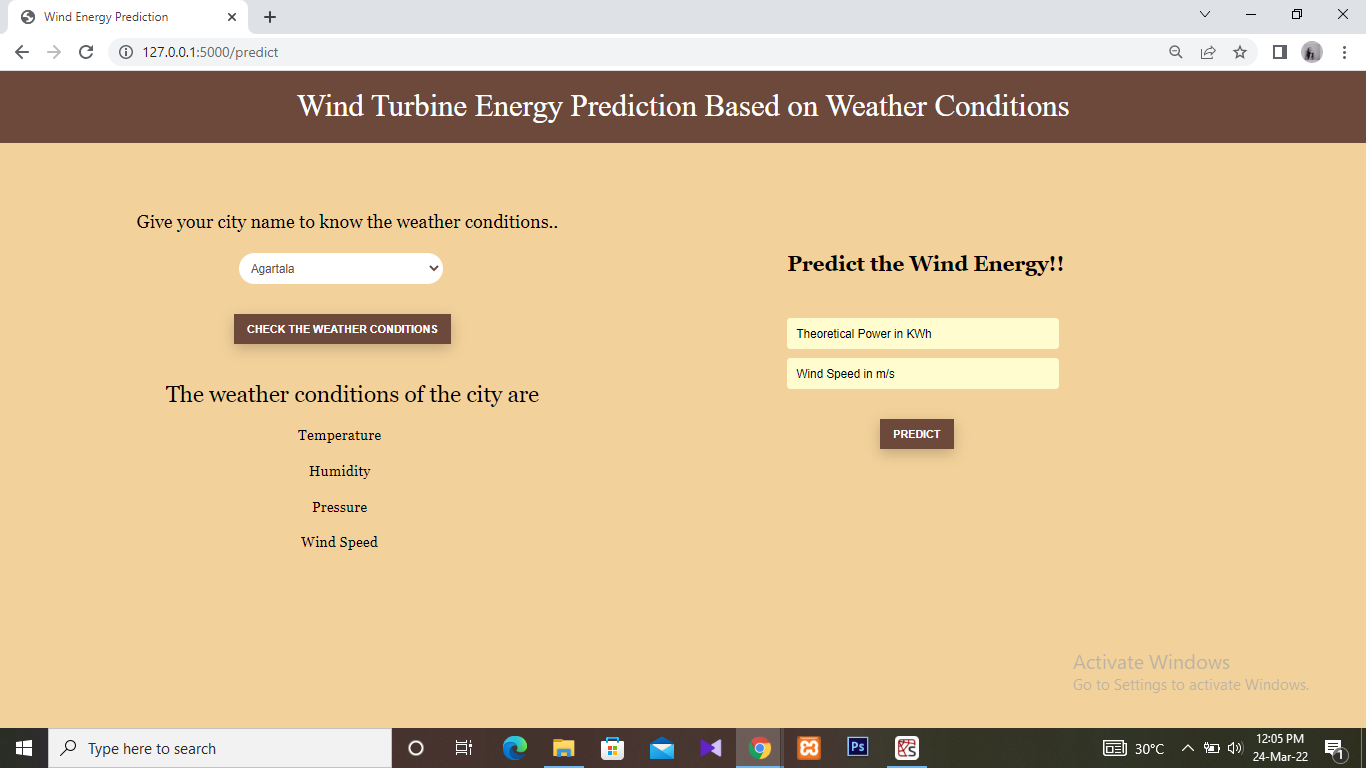 Wind Energy Prediction
127.0.0.1:5000/predict
Wind Turbine Energy Prediction Based on Weather Conditions
Give your city name to know the weather conditions..
Agartala
CHECK THE WEATHER CONDITIONS
The weather conditions of the city are
Temperature
Humidity
Pressure
Wind Speed
Predict the Wind Energy!!
Theoretical Power in KWh
Wind Speed in m/s
PREDICT
Activate Windows
Go to Settings to activate Windows.
Type here to search
Ps
30°C
12:05 PM
24-Mar-22
1